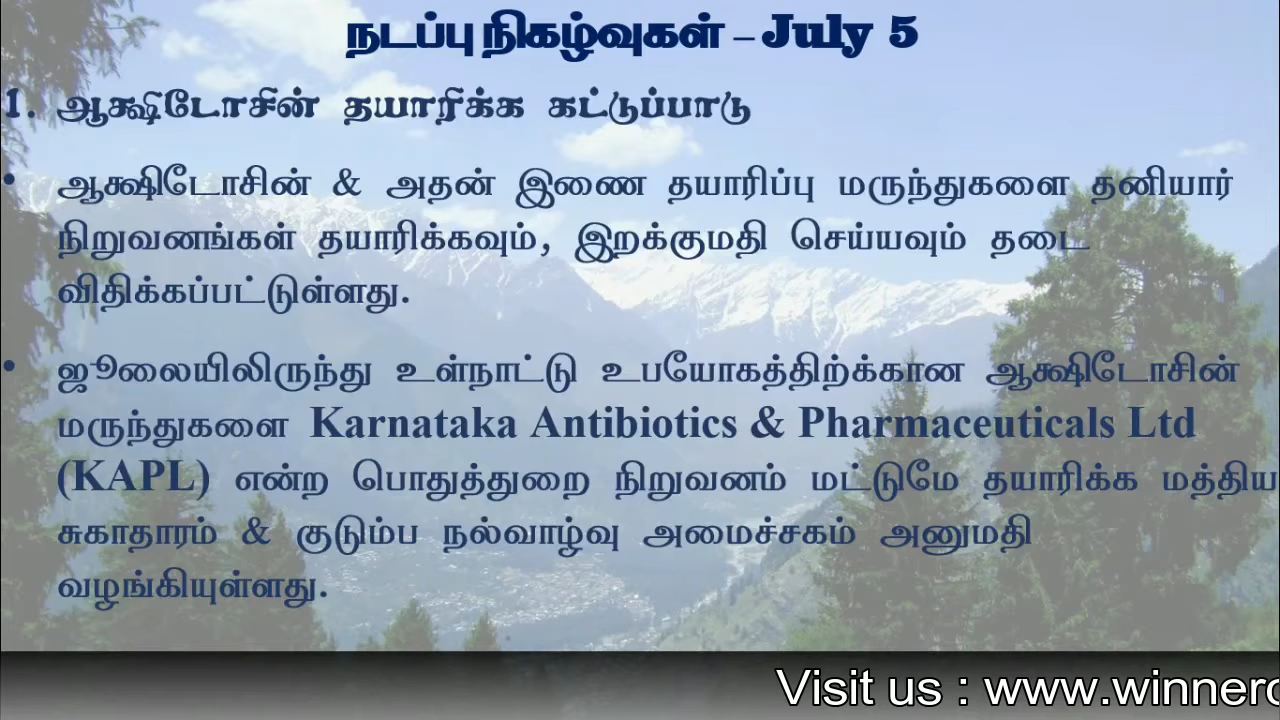 நடப்பு நிகழ்வுகள் – July 5
1. ஆக்ஷிடோசின் தயாரிக்க கட்டுப்பாடு
• ஆக்ஷிடோசின் & அதன் இணை தயாரிப்பு மருந்துகளை தனியார்
நிறுவனங்கள் தயாரிக்கவும், இறக்குமதி செய்யவும் தடை
விதிக்கப்பட்டுள்ளது.
• ஜூலையிலிருந்து உள்நாட்டு உபயோகத்திற்க்கான ஆக்ஷிடோசின்
மருந்துகளை Karnataka Antibiotics & Pharmaceuticals Ltd
(KAPL) என்ற பொதுத்துறை நிறுவனம் மட்டுமே தயாரிக்க மத்திய
சுகாதாரம் & குடும்ப நல்வாழ்வு அமைச்சகம் அனுமதி
வழங்கியுள்ளது.
Visit us : www.winnerc